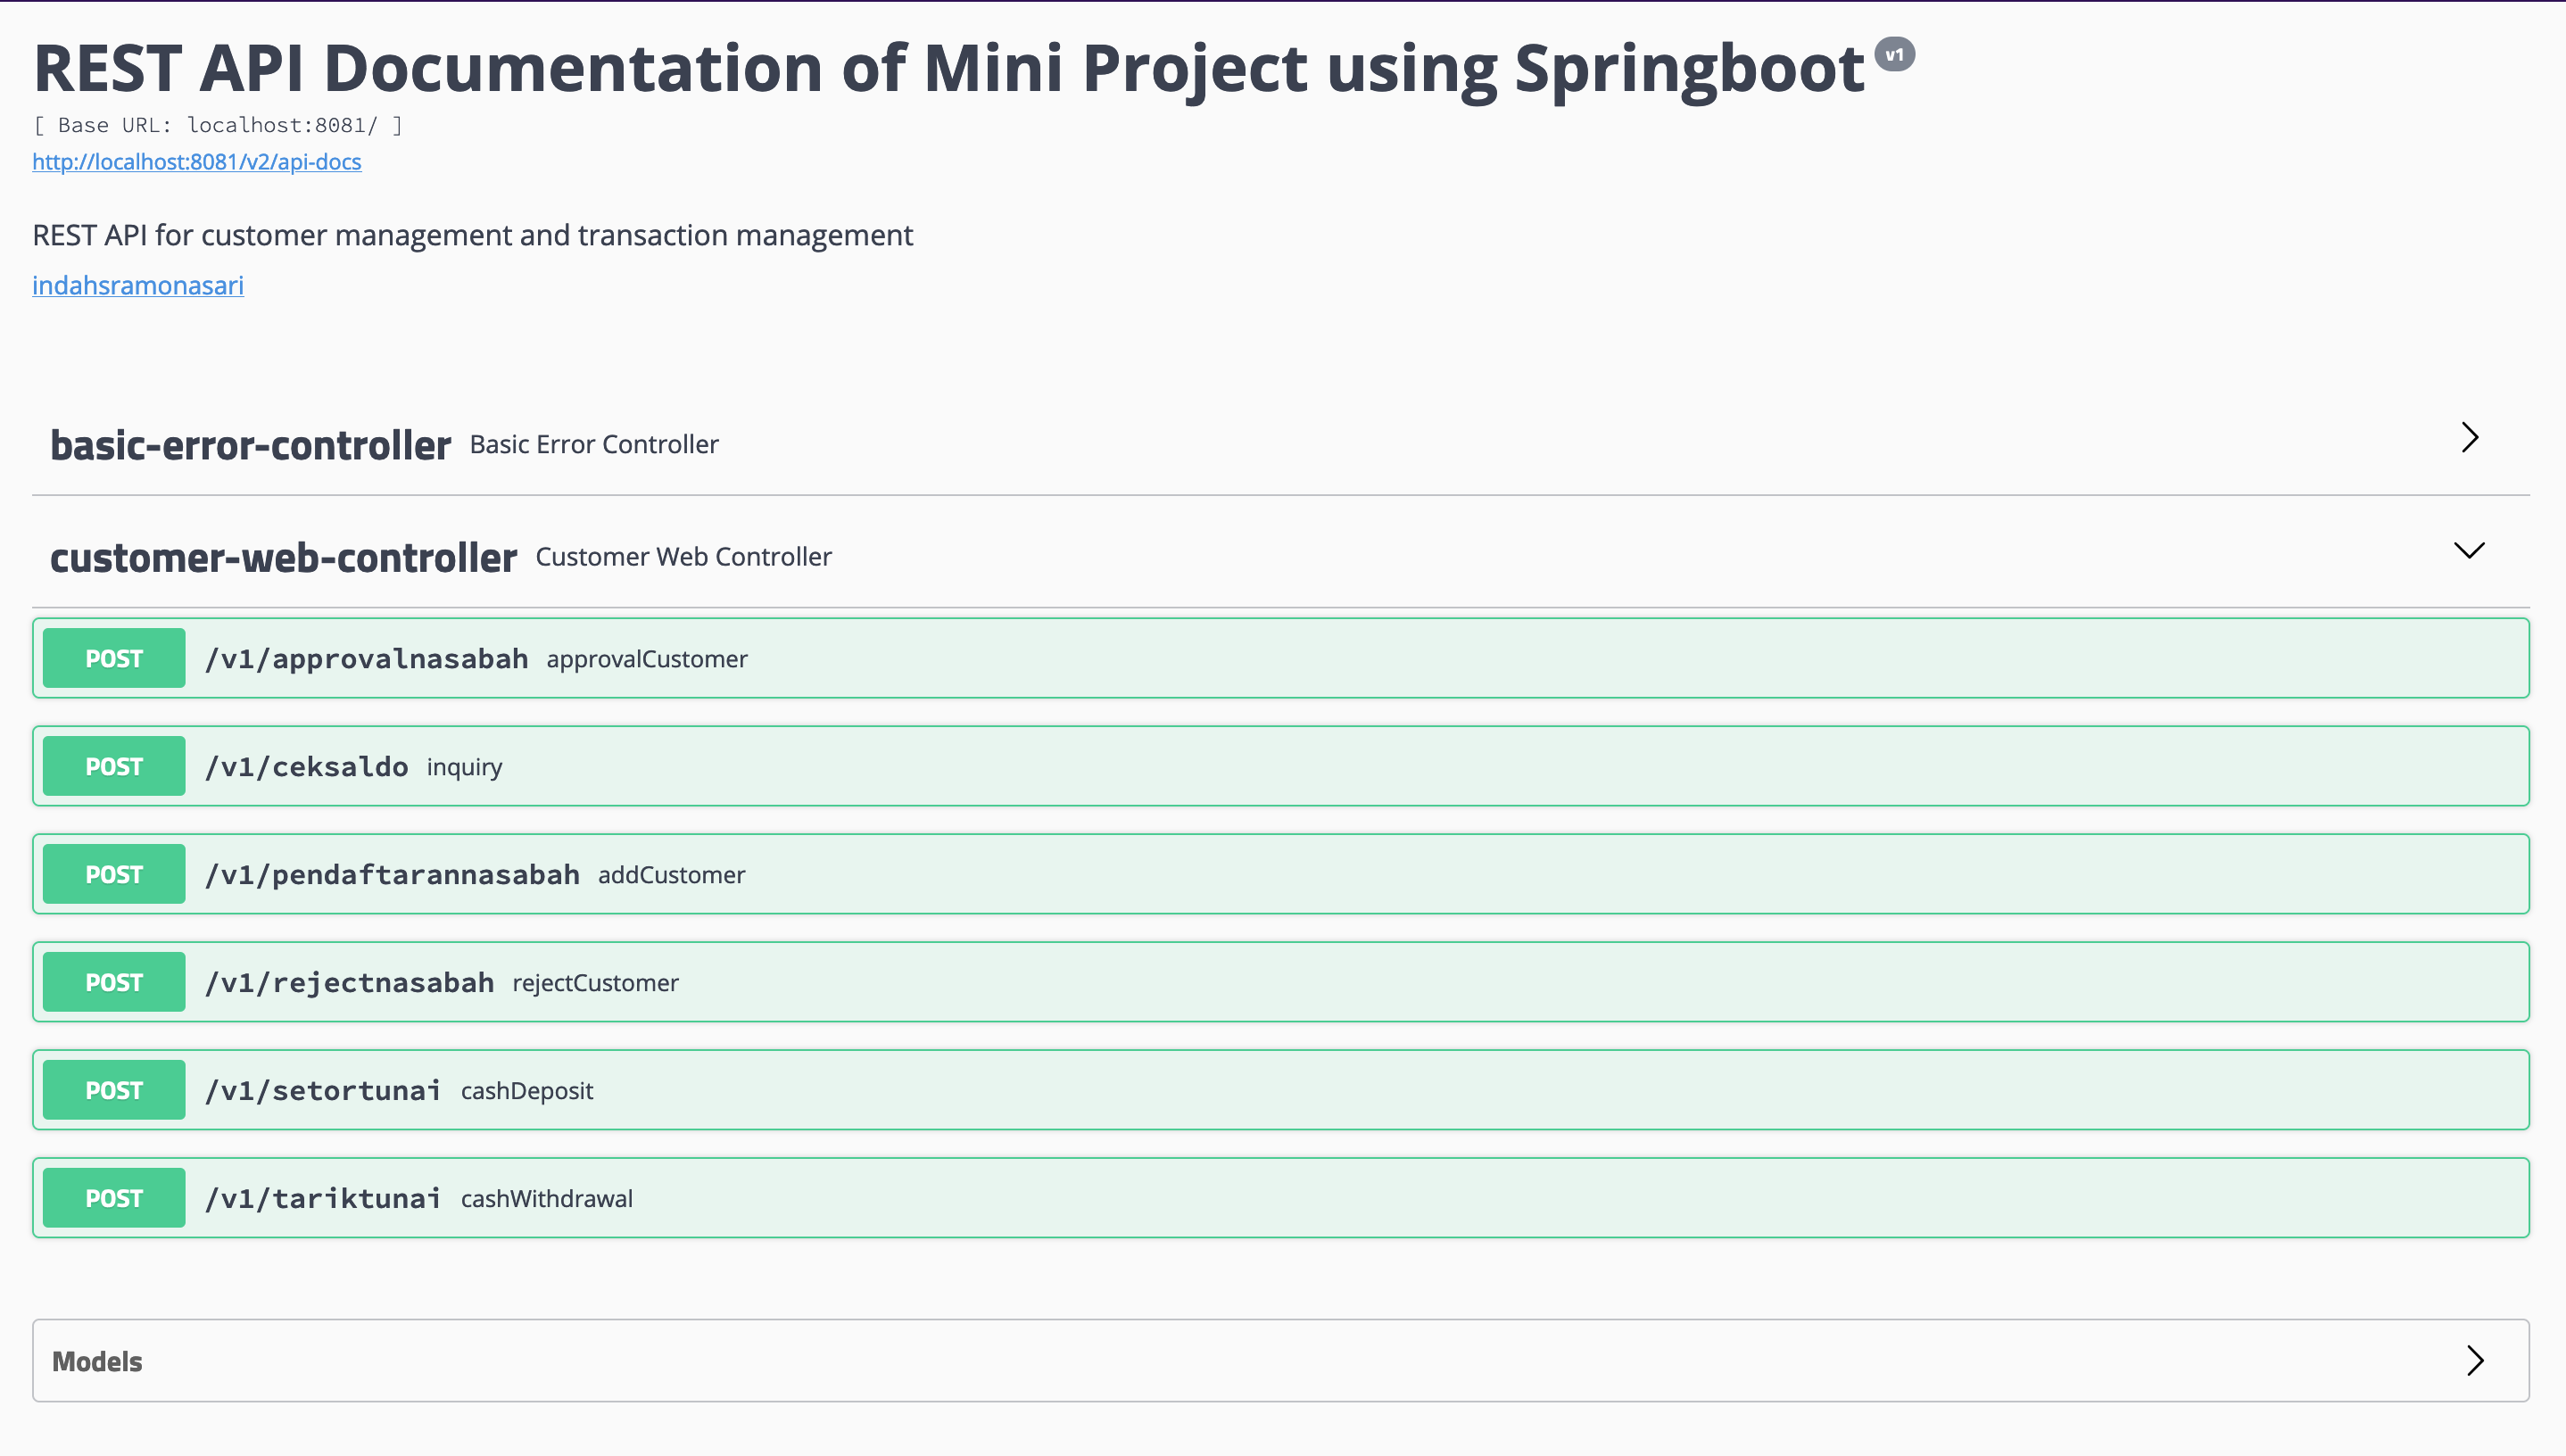 REST API Documentation of Mini Project using Springboot v1
[ Base URL: localhost:8081/ ]
http://localhost:8081/v2/api-docs
REST API for customer management and transaction management
indahsramonasari
basic-error-controller Basic Error Controller
customer-web-controller Customer Web Controller
POST /v1/approvalnasabah approvalCustomer
POST /v1/ceksaldo inquiry
POST /v1/pendaftarannasabah addCustomer
POST /v1/rejectnasabah rejectCustomer
POST /v1/setortunai cashDeposit
POST /v1/tariktunai cashWithdrawal
Models